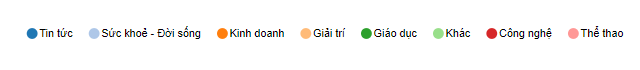 Tin tức Sức khoẻ - Đời sống Kinh doanh Giải trí Giáo dục Khác Công nghệ Thể thao